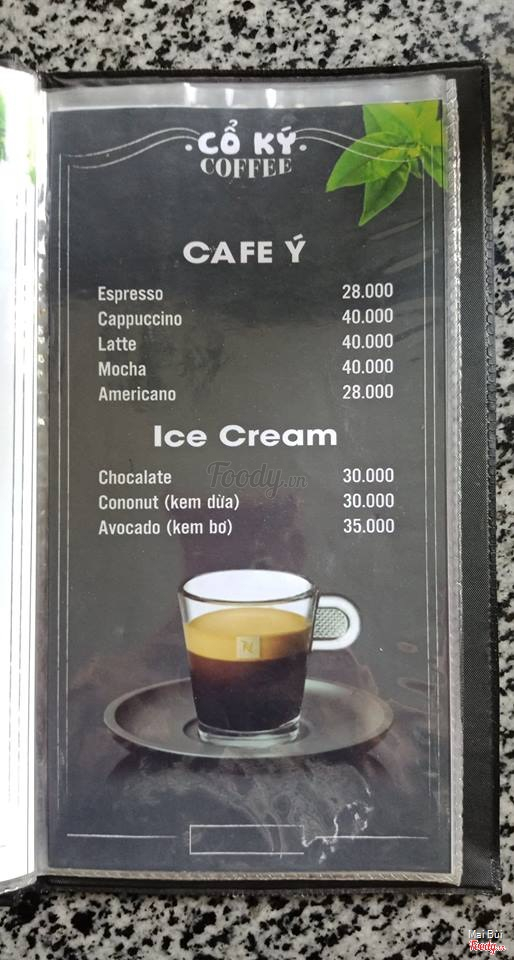 CỔ KÝ
COFFEE
CAFE Ý
Espresso 28.000
Cappuccino 40.000
Latte 40.000
Mocha 40.000
Americano 28.000
Ice Cream
Chocalate 30.000
Foody.vn
Cononut (kem dừa) 30.000
Avocado (kem bơ) 35.000
Mai Bùi
Foody.vn